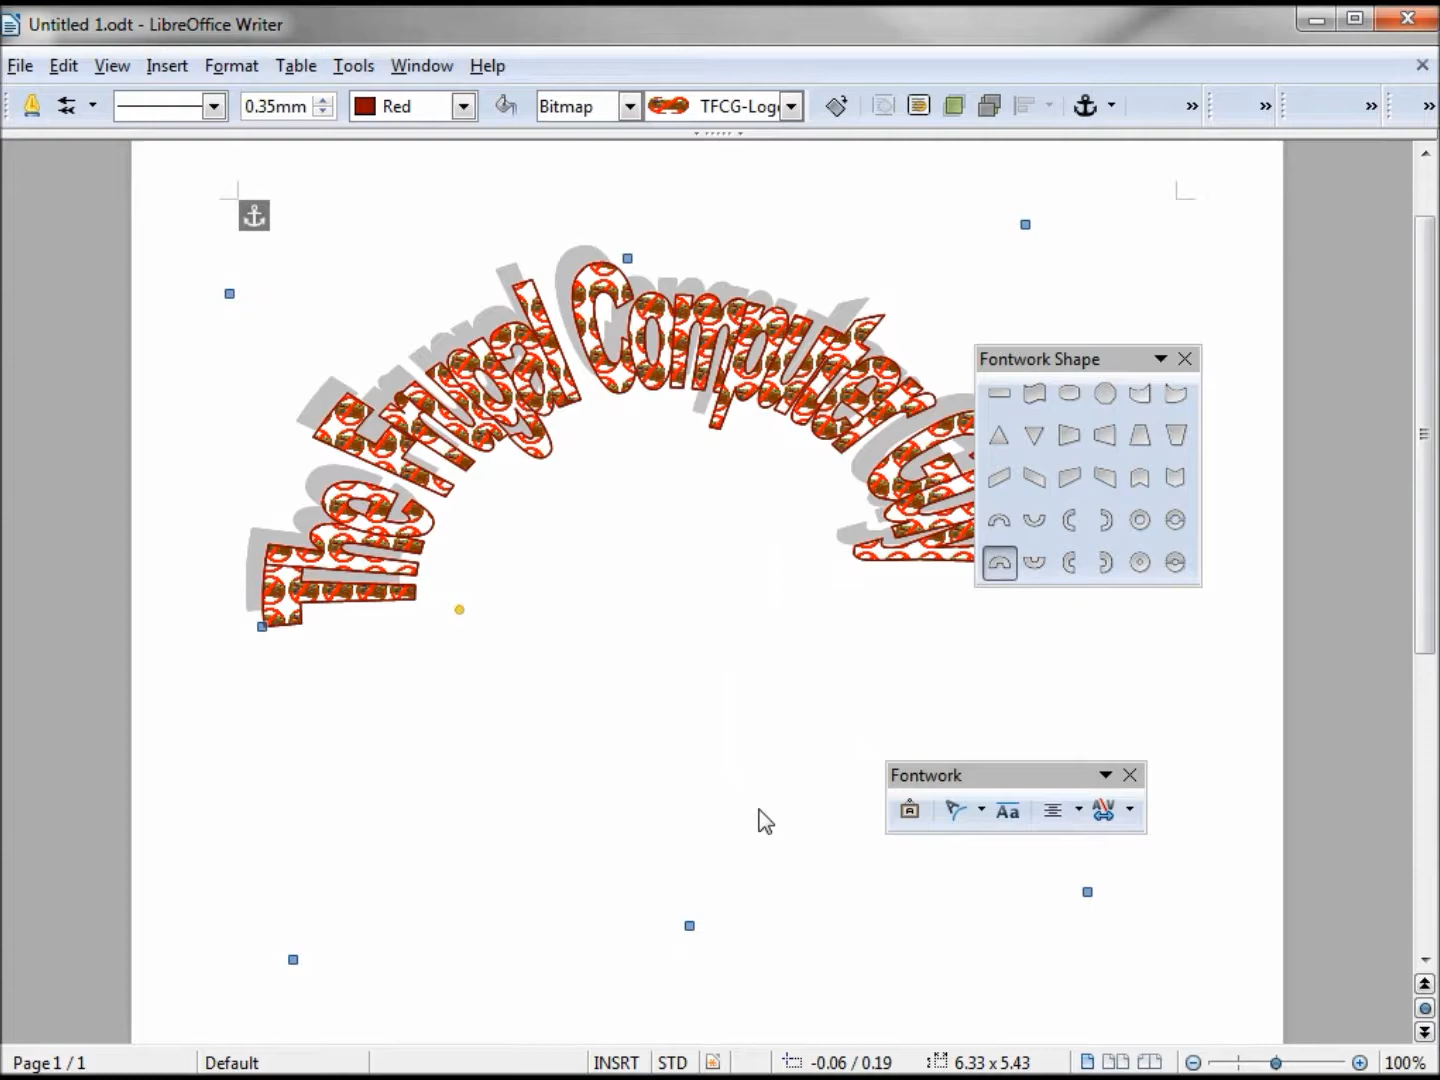 Untitled 1.odt - LibreOffice Writer
File Edit View Insert Format Table Tools Window Help
0.35mm Red Bitmap TFCG-Log
The Frugal Computer
Fontwork Shape
Fontwork
Aa
Page 1 / 1 Default INSRT STD -0.06 / 0.19 6.33 x 5.43 100%